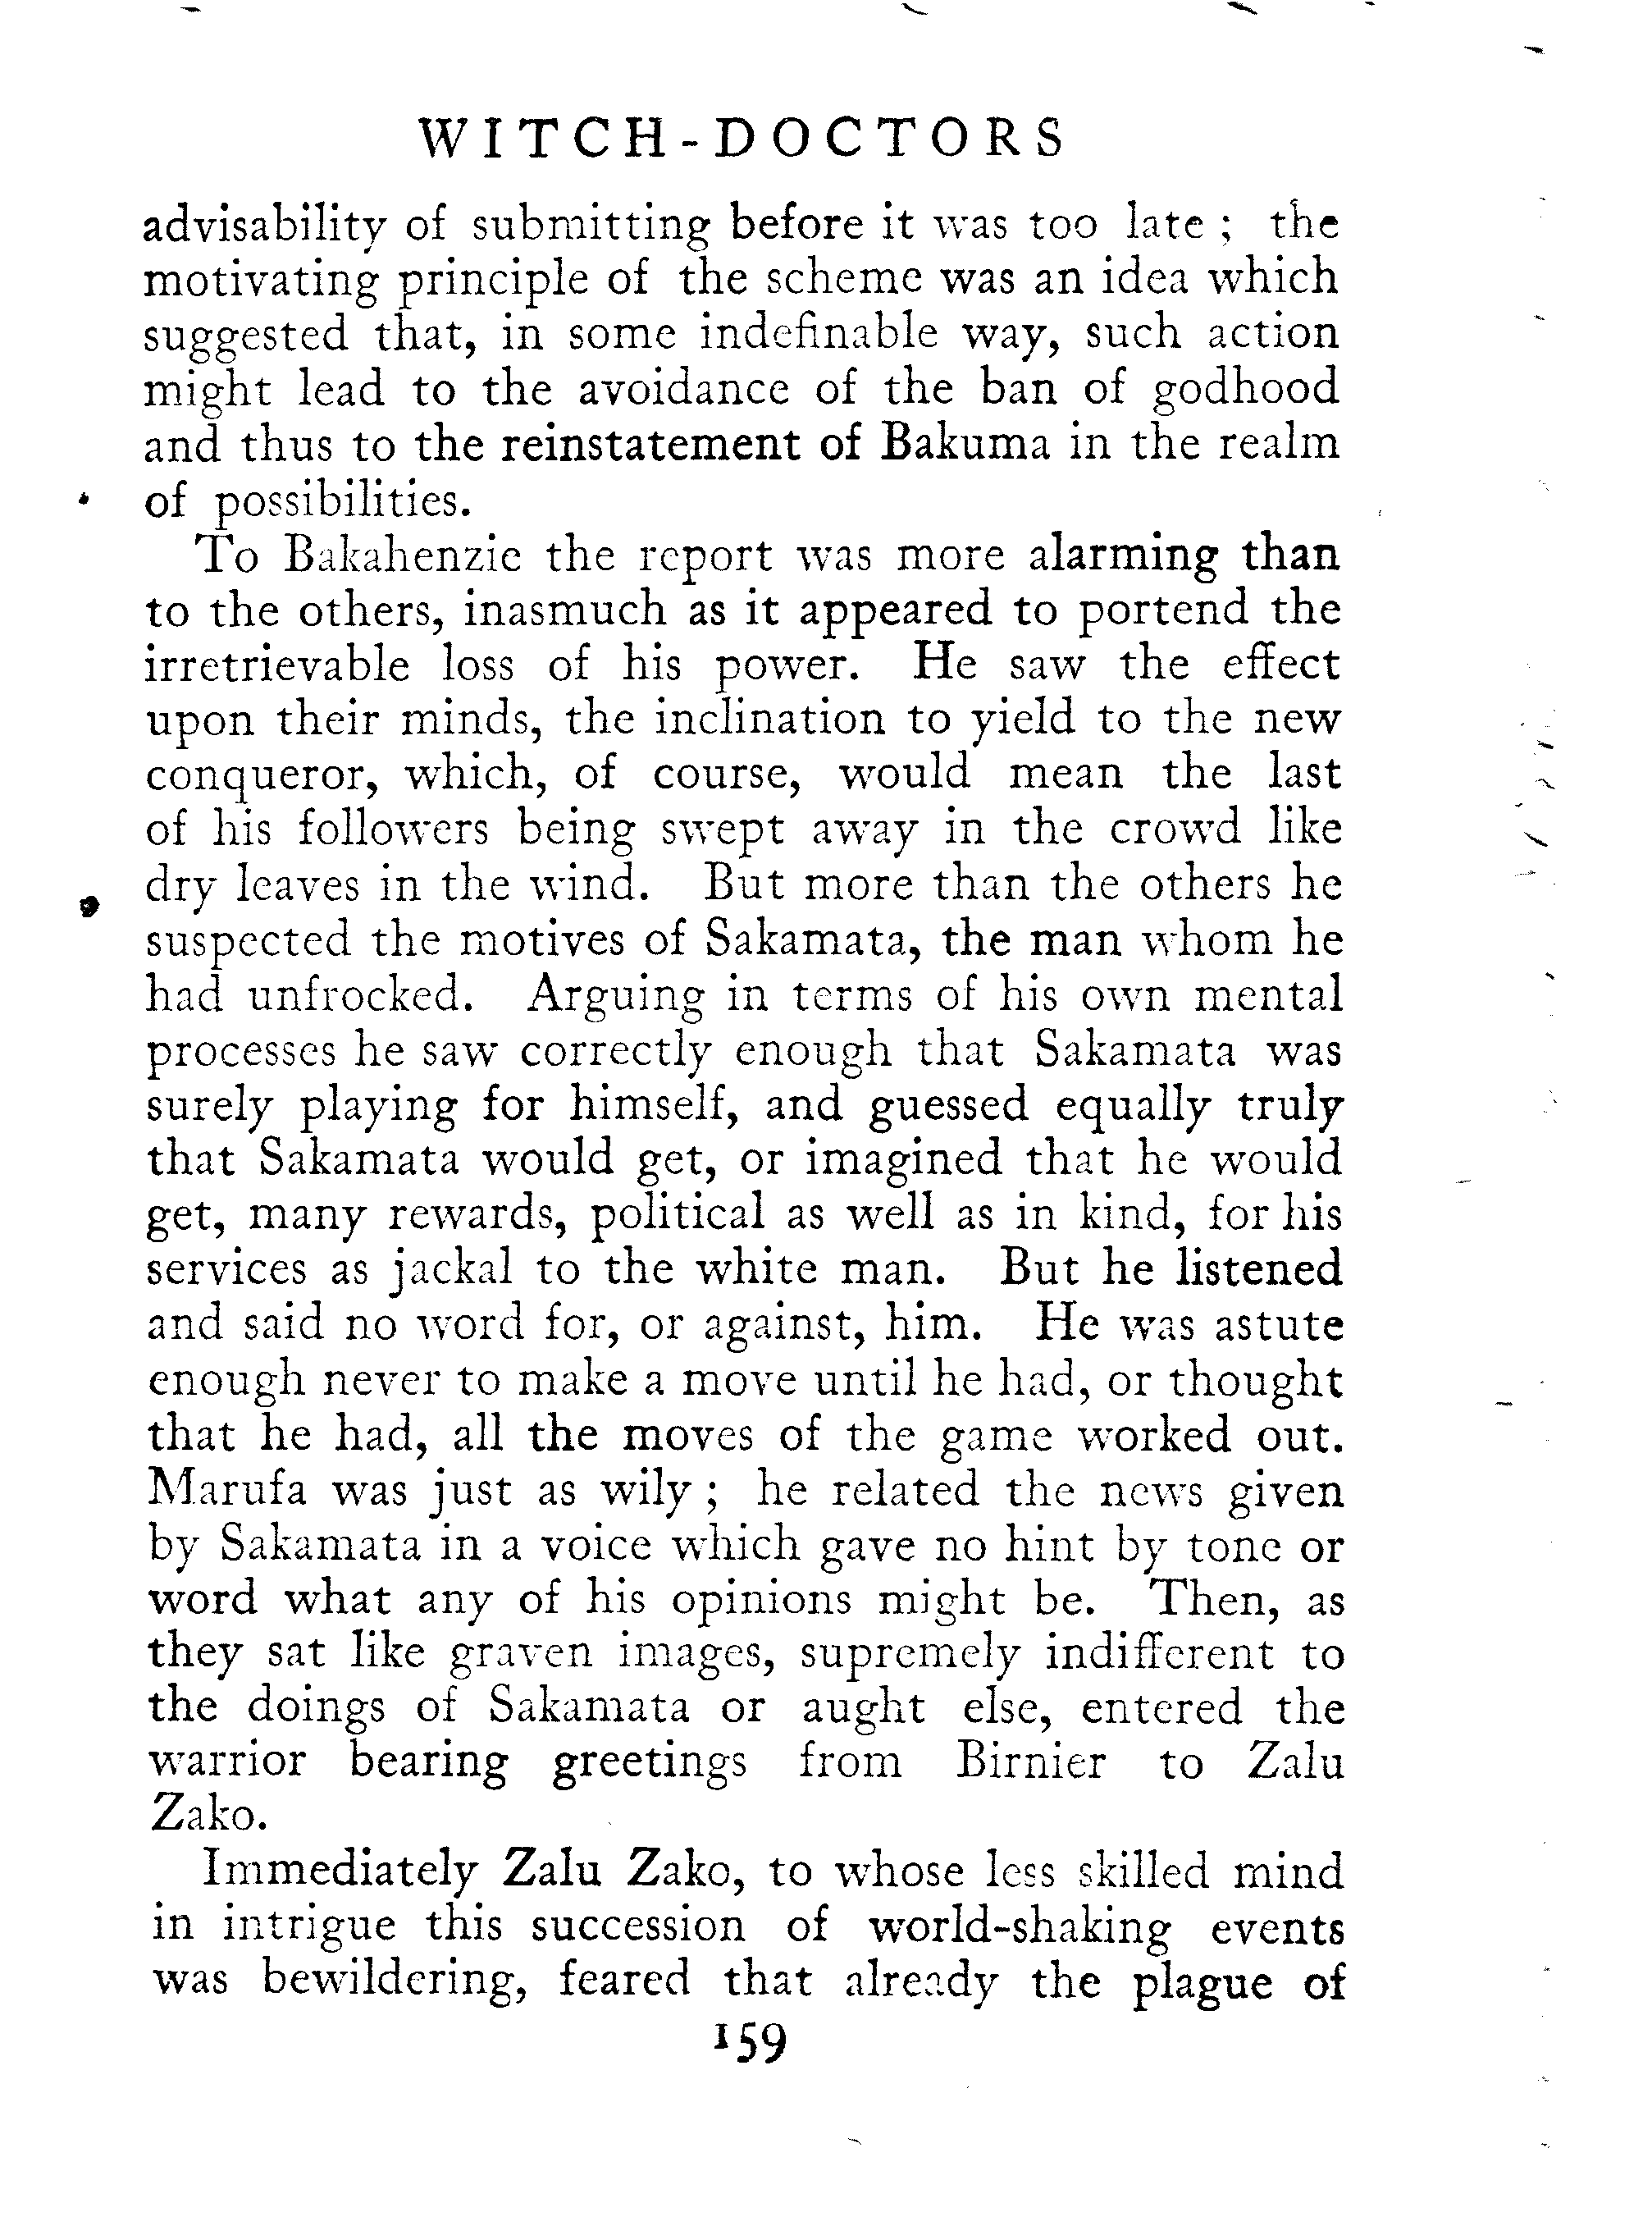 WITCH-DOCTORS
advisability of submitting before it was too late ; the
motivating principle of the scheme was an idea which
suggested that, in some indefinable way, such action
might lead to the avoidance of the ban of godhood
and thus to the reinstatement of Bakuma in the realm
of possibilities.
To Bakahenzie the report was more alarming than
to the others, inasmuch as it appeared to portend the
irretrievable loss of his power. He saw the effect
upon their minds, the inclination to yield to the new
conqueror, which, of course, would mean the last
of his followers being swept away in the crowd like
dry leaves in the wind. But more than the others he
suspected the motives of Sakamata, the man whom he
had unfrocked. Arguing in terms of his own mental
processes he saw correctly enough that Sakamata was
surely playing for himself, and guessed equally truly
that Sakamata would get, or imagined that he would
get, many rewards, political as well as in kind, for his
services as jackal to the white man. But he listened
and said no word for, or against, him. He was astute
enough never to make a move until he had, or thought
that he had, all the moves of the game worked out.
Marufa was just as wily ; he related the news given
by Sakamata in a voice which gave no hint by tone or
word what any of his opinions might be. Then, as
they sat like graven images, supremely indifferent to
the doings of Sakamata or aught else, entered the
warrior bearing greetings from Birnier to Zalu
Zako.
Immediately Zalu Zako, to whose less skilled mind
in intrigue this succession of world-shaking events
was bewildering, feared that already the plague of
159